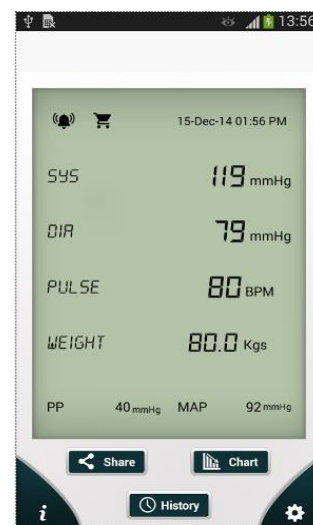 13:56
15-Dec-14 01:56 PM
SYS 119 mmHg
DIA 79 mmHg
PULSE 80 BPM
WEIGHT 80.0 Kgs
PP 40 mmHg MAP 92 mmHg
Share Chart
i History